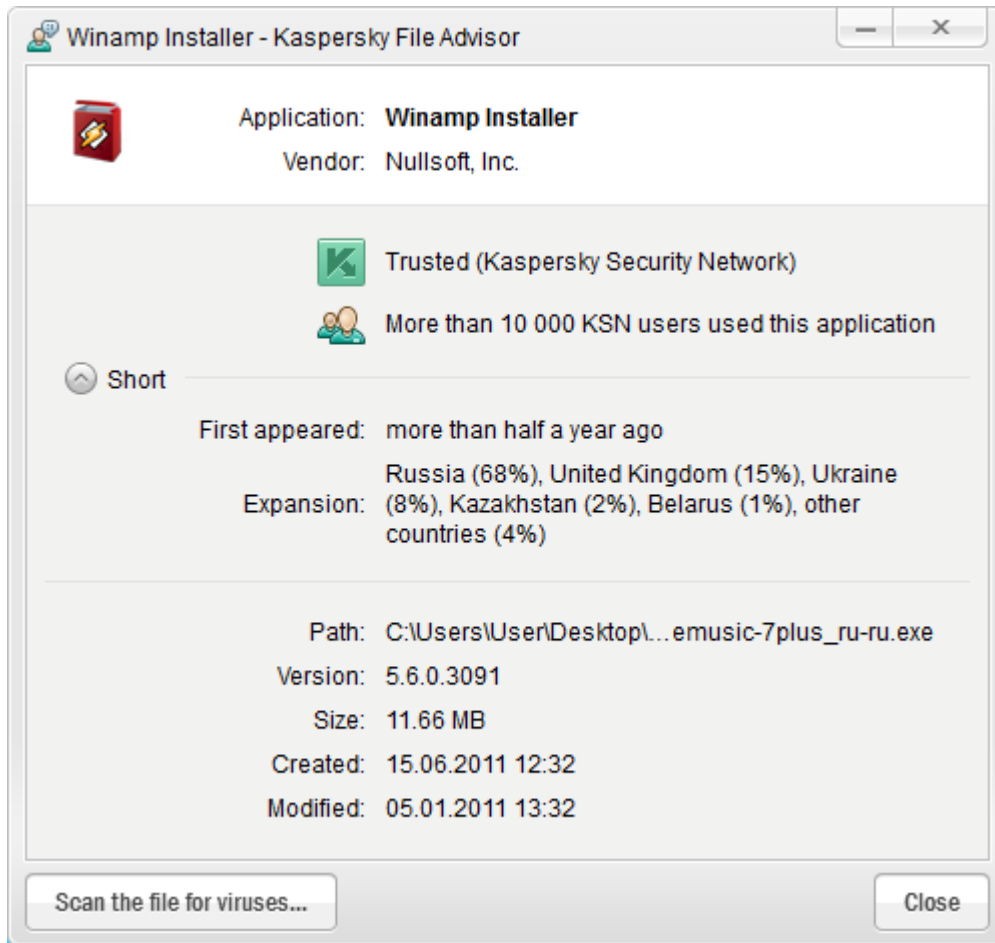 Winamp Installer - Kaspersky File Advisor
Application: Winamp Installer
Vendor: Nullsoft, Inc.
Trusted (Kaspersky Security Network)
More than 10 000 KSN users used this application
Short
First appeared: more than half a year ago
Expansion: Russia (68%), United Kingdom (15%), Ukraine
(8%), Kazakhstan (2%), Belarus (1%), other
countries (4%)
Path: C:\Users\User\Desktop\...emusic-7plus_ru-ru.exe
Version: 5.6.0.3091
Size: 11.66 MB
Created: 15.06.2011 12:32
Modified: 05.01.2011 13:32
Scan the file for viruses... Close